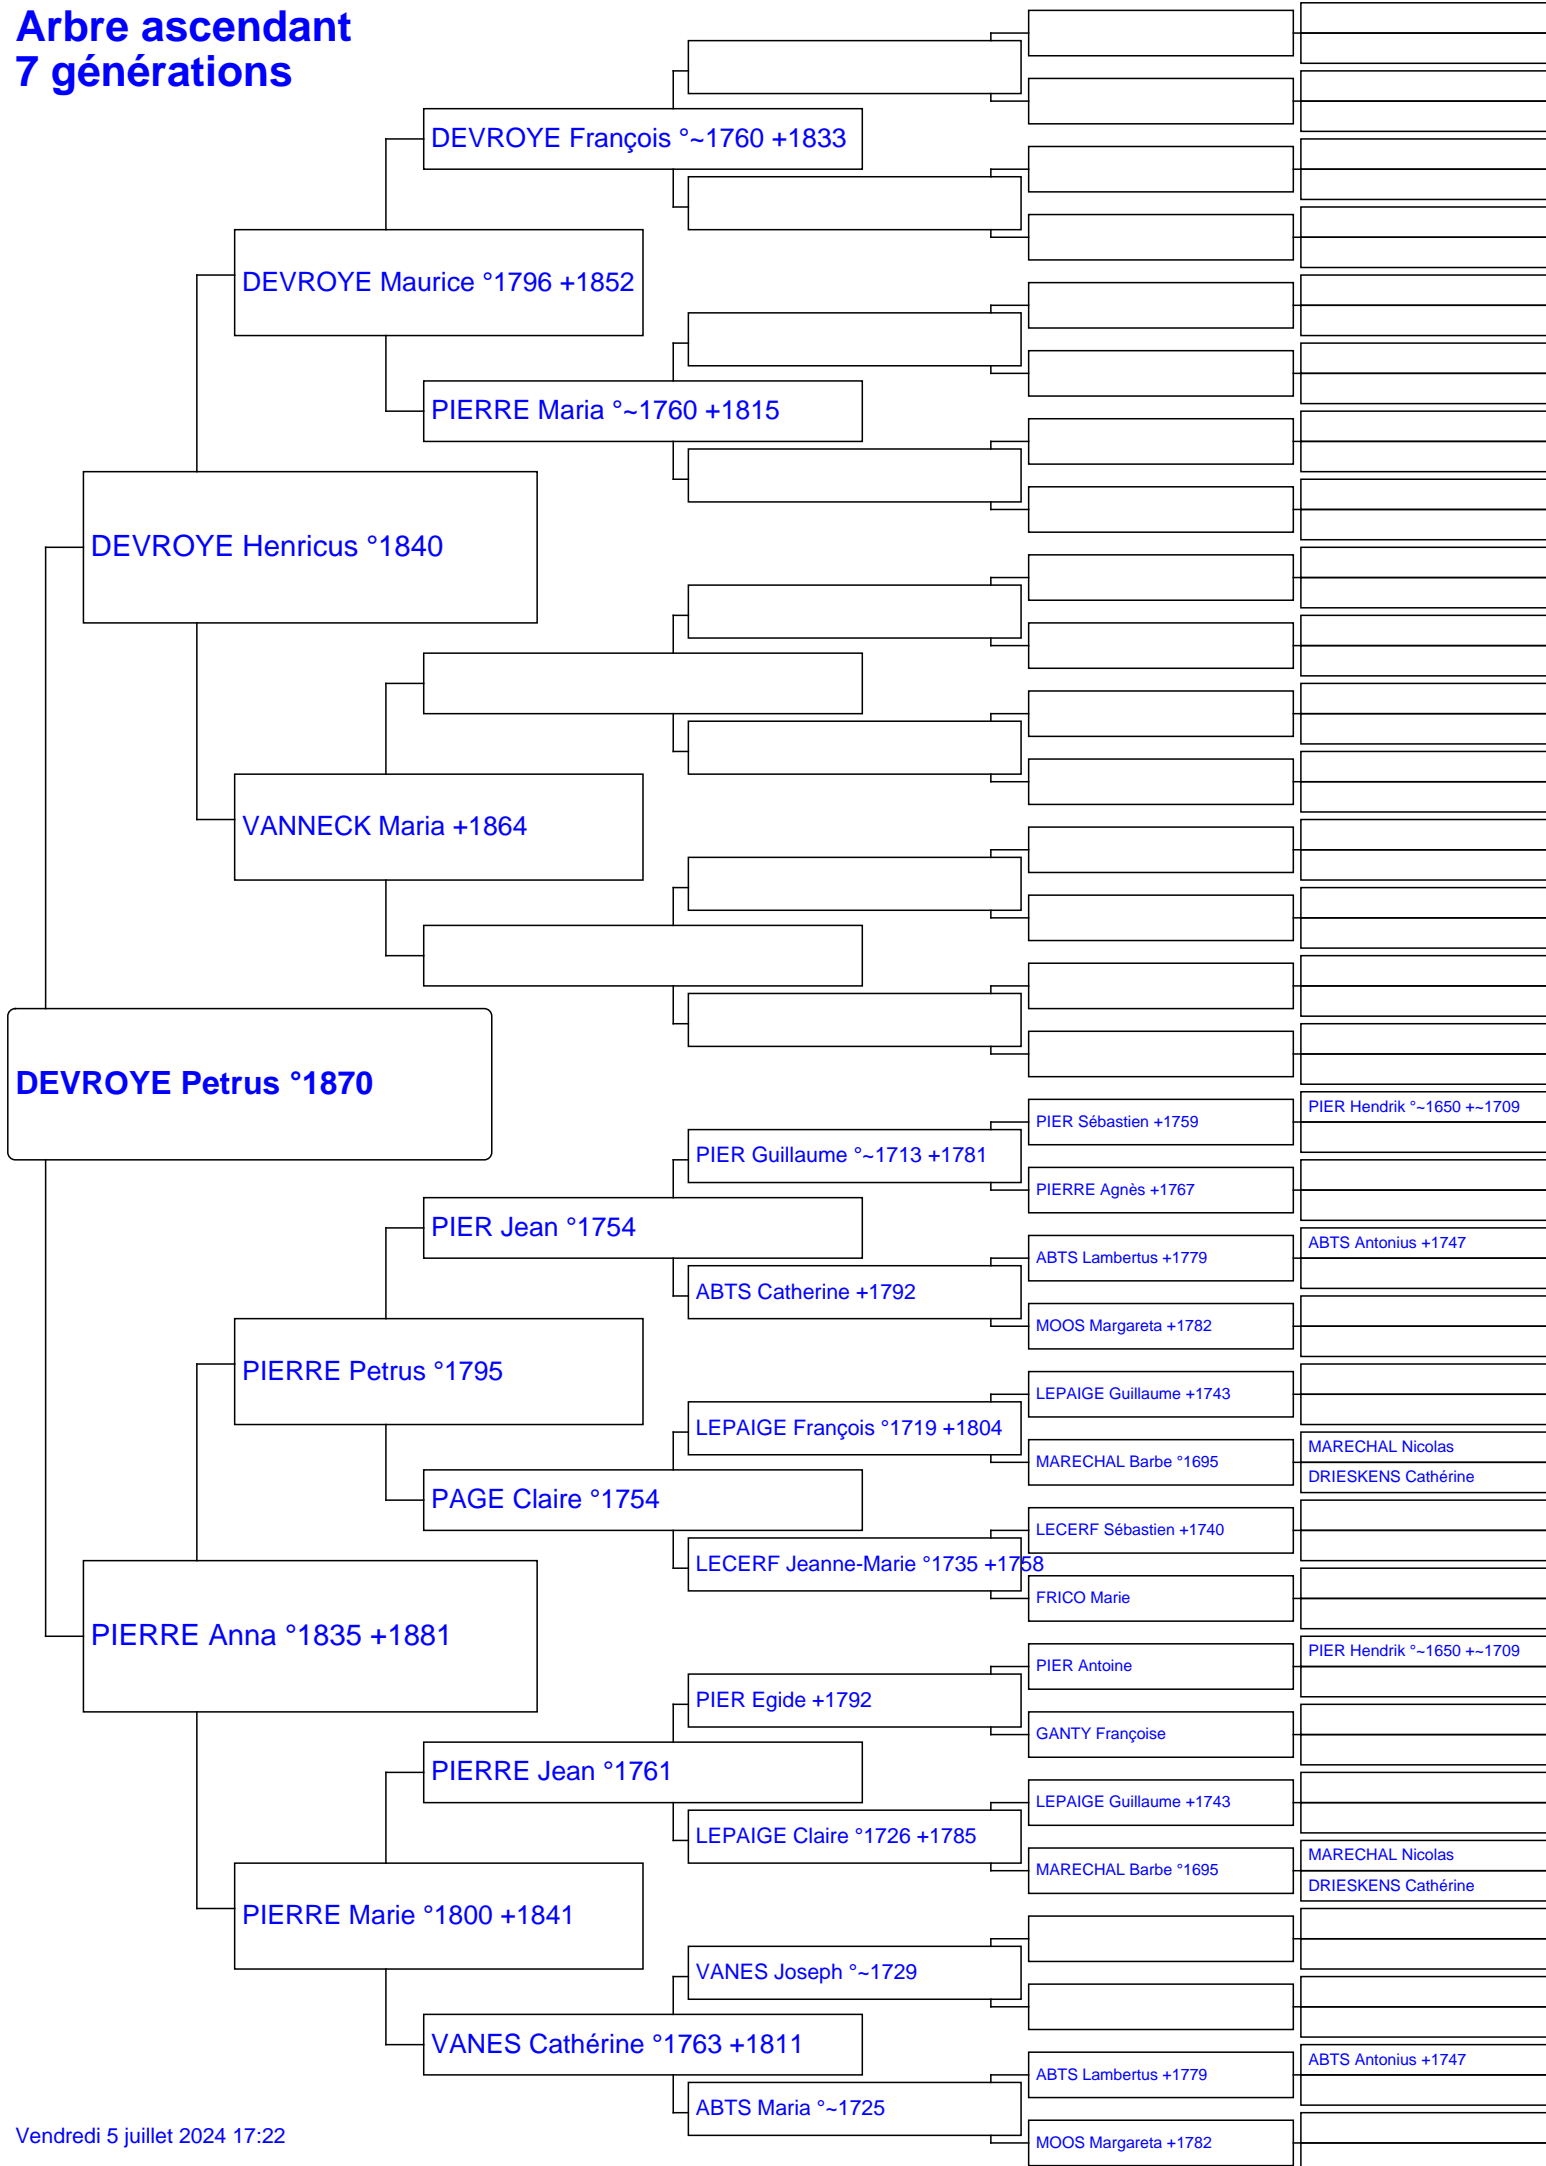 Arbre ascendant
7 générations
DEVROYE François °~1760 +1833
DEVROYE Maurice °1796 +1852
PIERRE Maria °~1760 +1815
DEVROYE Henricus °1840
VANNECK Maria +1864
DEVROYE Petrus °1870
PIER Hendrik °~1650 +~1709
PIER Sébastien +1759
PIER Guillaume °~1713 +1781
PIERRE Agnès +1767
PIER Jean °1754
ABTS Antonius +1747
ABTS Lambertus +1779
ABTS Catherine +1792
MOOS Margareta +1782
PIERRE Petrus °1795
LEPAIGE Guillaume +1743
LEPAIGE François °1719 +1804
MARECHAL Nicolas
MARECHAL Barbe °1695
DRIESKENS Cathérine
PAGE Claire °1754
LECERF Sébastien +1740
LECERF Jeanne-Marie °1735 +1758
FRICO Marie
PIERRE Anna °1835 +1881
PIER Hendrik °~1650 +~1709
PIER Antoine
PIER Egide +1792
GANTY Françoise
PIERRE Jean °1761
LEPAIGE Guillaume +1743
LEPAIGE Claire °1726 +1785
MARECHAL Nicolas
MARECHAL Barbe °1695
DRIESKENS Cathérine
PIERRE Marie °1800 +1841
VANES Joseph °~1729
VANES Cathérine °1763 +1811
ABTS Antonius +1747
ABTS Lambertus +1779
ABTS Maria °~1725
MOOS Margareta +1782
Vendredi 5 juillet 2024 17:22